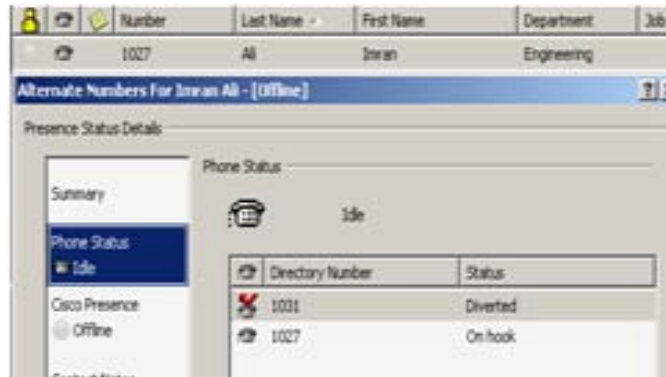 Number Last Name First Name Department Job
1027 Ali Imran Engineering
Alternate Numbers For Imran Ali - [Offline] ?
Presence Status Details
Phone Status
Summary
Idle
Phone Status
Idle
Directory Number Status
Cisco Presence
1031 Diverted
Offline
1027 On hook